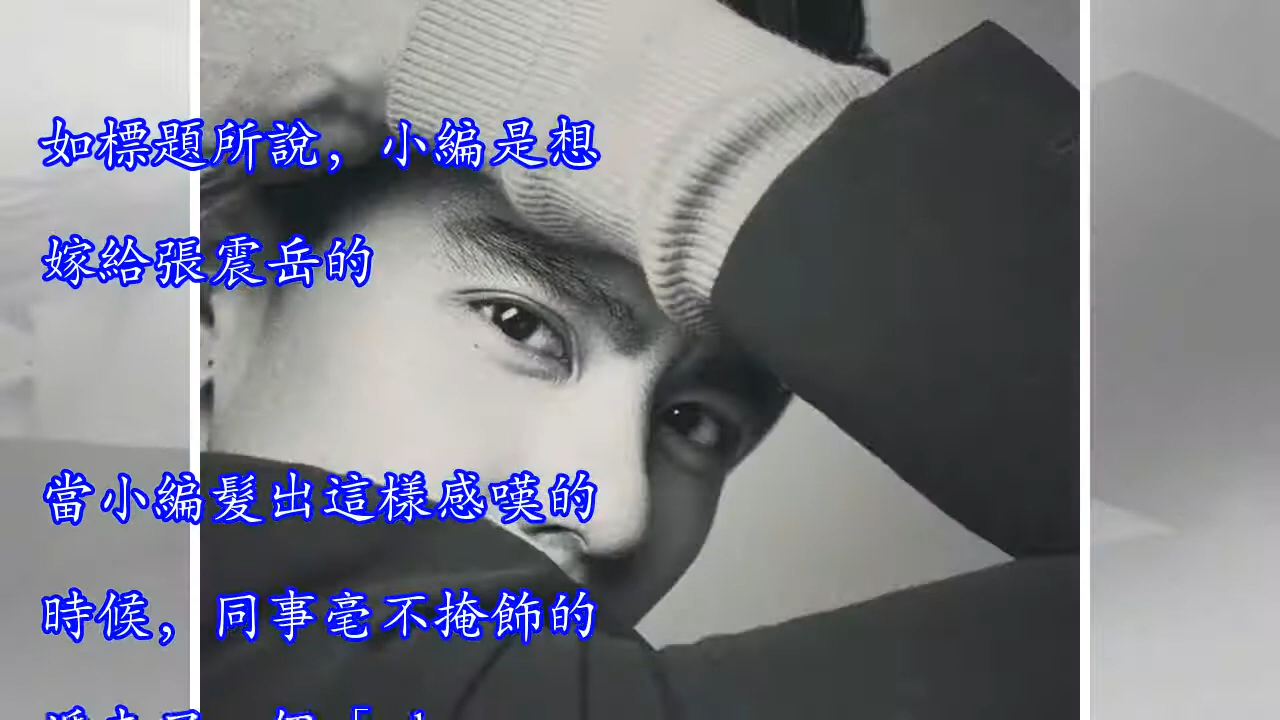 如標題所說，小編是想
嫁給張震岳的
當小編髮出這樣感嘆的
時候，同事毫不掩飾的